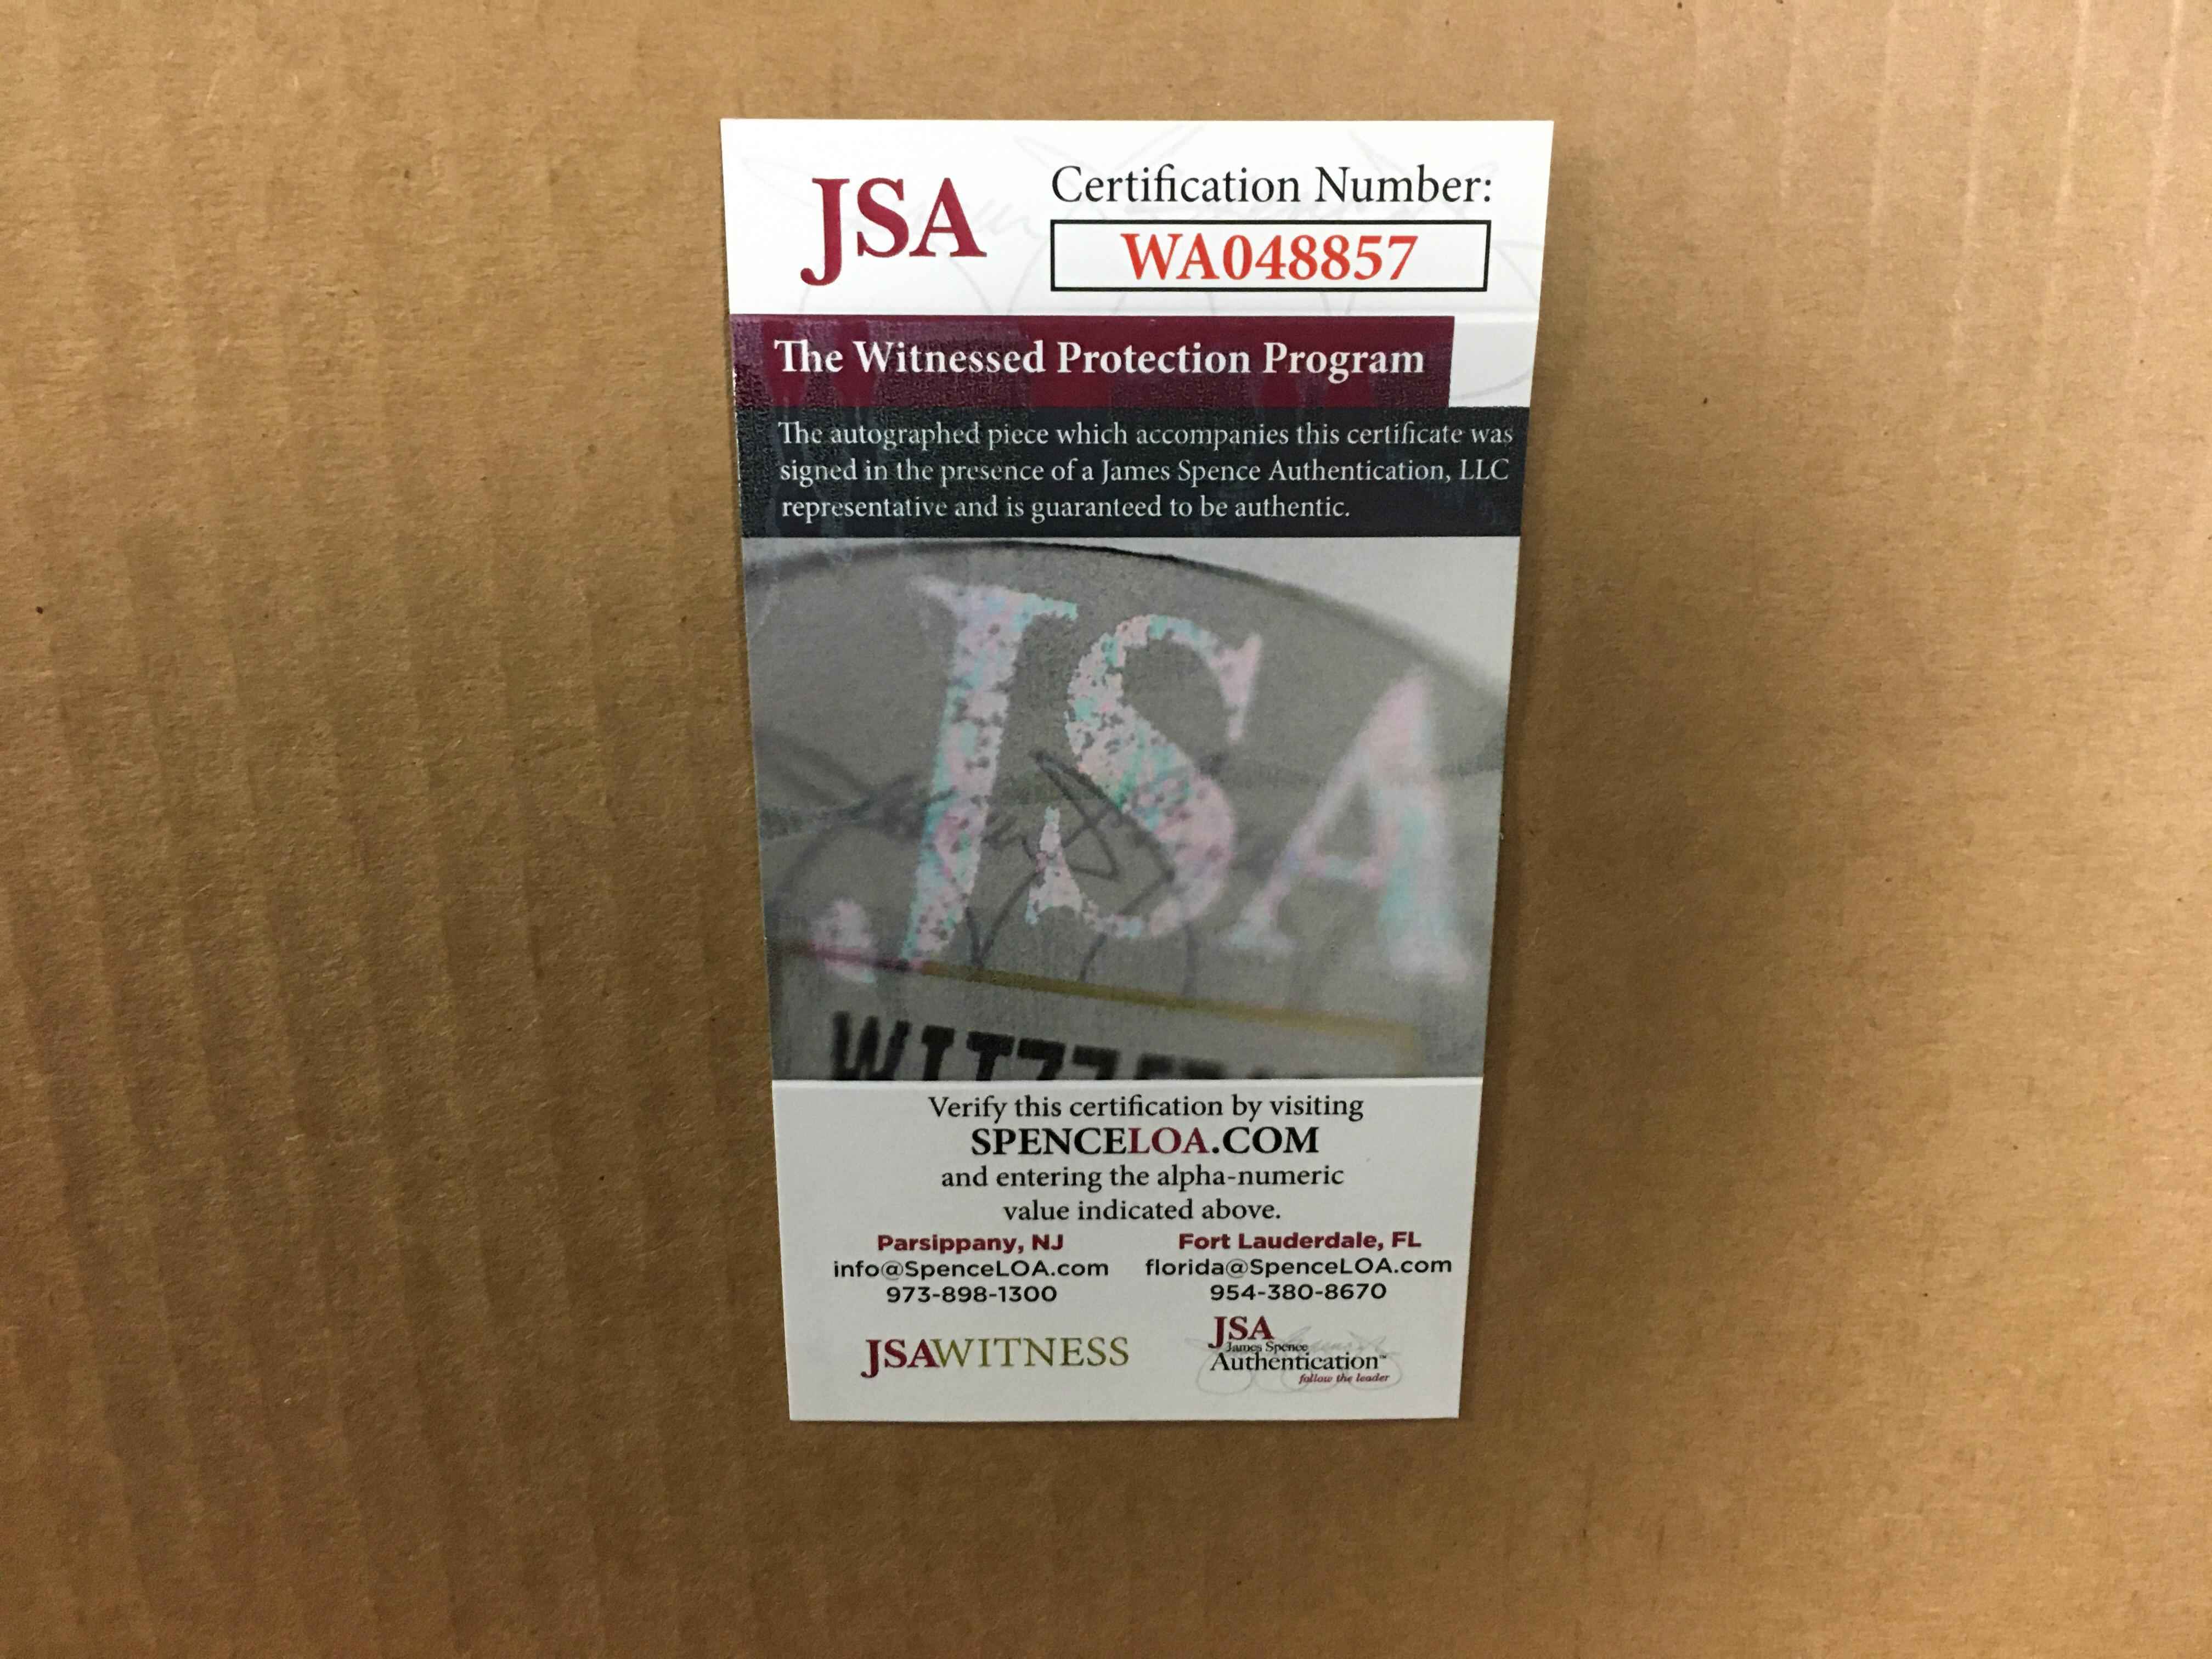 JSA
Certification Number:
WA048857
The Witnessed Protection Program
The autographed piece which accompanies this certificate was
signed in the presence of a James Spence Authentication, LLC
representative and is guaranteed to be authentic.
JSA
Verify this certification by visiting
SPENCELOA.COM
and entering the alpha-numeric
value indicated above.
Parsippany, NJ
info@SpenceLOA.com
973-898-1300
Fort Lauderdale, FL
florida@SpenceLOA.com
954-380-8670
JSAWITNESS
JSA
James Spence
Authentication™
follow the leader